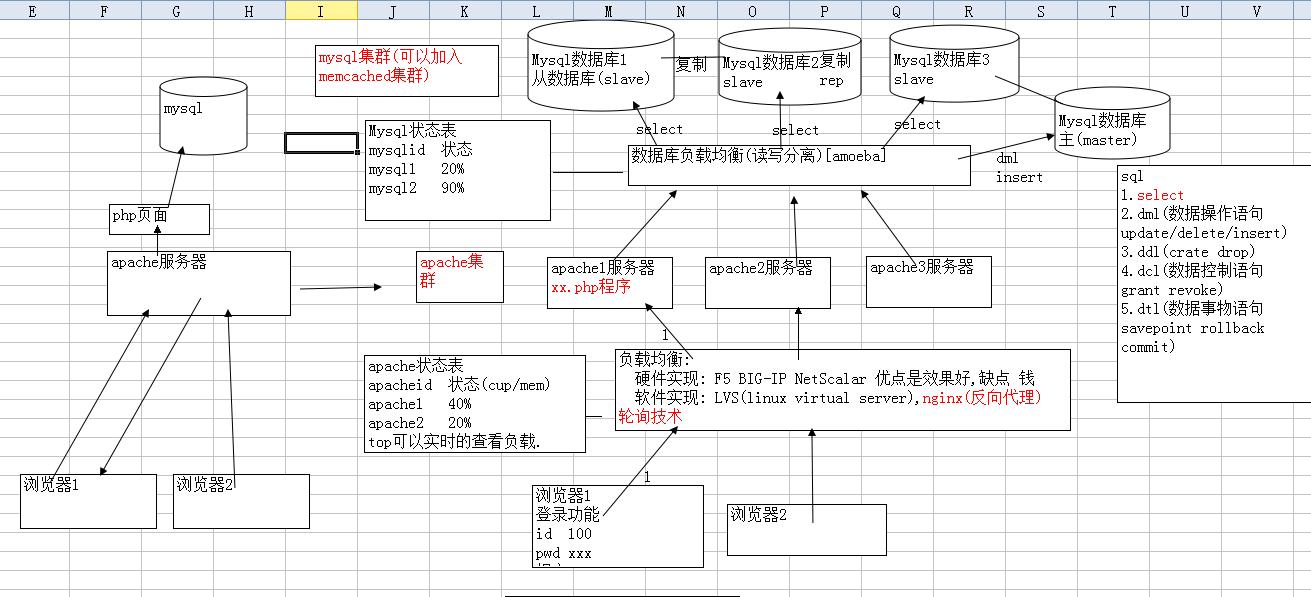 E F G H I J K L M N O P Q R S T U V
mysql集群(可以加入
memcached集群)
Mysql数据库1
从数据库(slave)
复制
Mysql数据库2
slave
复制
rep
Mysql数据库3
slave
Mysql数据库
主(master)
mysql
Mysql状态表
mysqlid 状态
mysql1 20%
mysql2 90%
select
select
select
数据库负载均衡(读写分离)[amoeba]
dml
insert
sql
1.select
2.dml(数据操作语句
update/delete/insert)
3.ddl(crate drop)
4.dcl(数据控制语句
grant revoke)
5.dtl(数据事物语句
savepoint rollback
commit)
php页面
apache服务器
apache集
群
apache1服务器
xx.php程序
apache2服务器
apache3服务器
1
apache状态表
apacheid 状态(cup/mem)
apache1 40%
apache2 20%
top可以实时的查看负载.
负载均衡:
硬件实现: F5 BIG-IP NetScalar 优点是效果好,缺点 钱
软件实现: LVS(linux virtual server),nginx(反向代理)
轮询技术
浏览器1
浏览器2
1
浏览器1
登录功能
id 100
pwd xxx
浏览器2